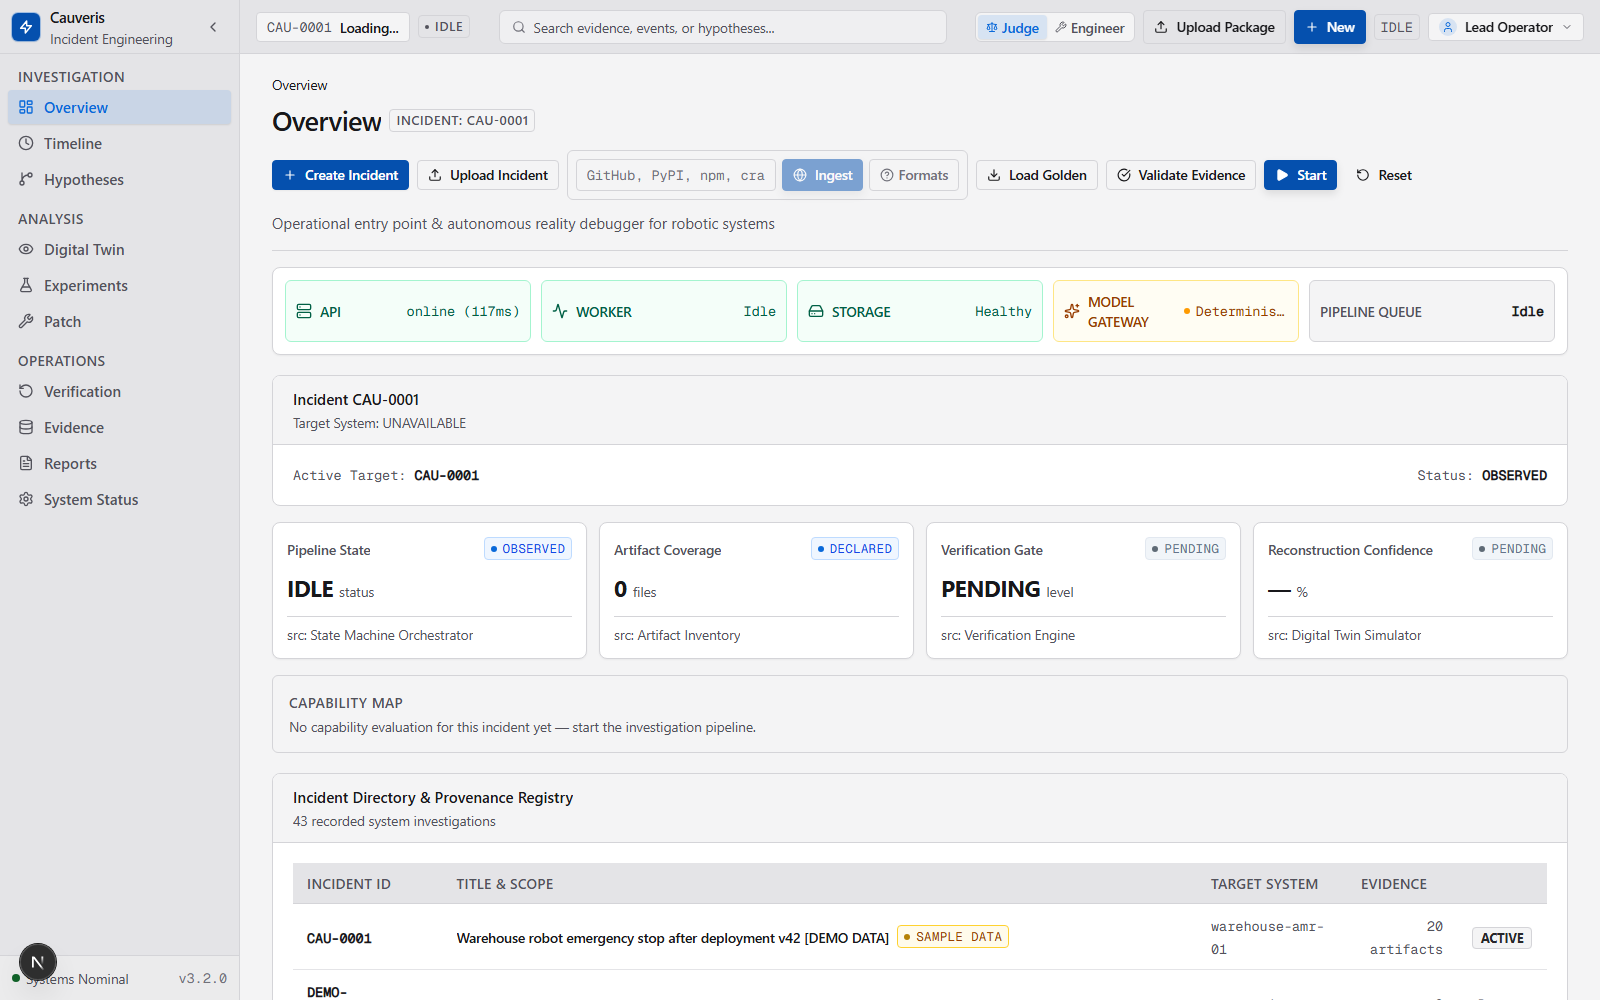 Cauveris
Incident Engineering
CAU-0001 Loading...
IDLE
Search evidence, events, or hypotheses...
Judge
Engineer
Upload Package
New
IDLE
Lead Operator
INVESTIGATION
Overview
Timeline
Hypotheses
ANALYSIS
Digital Twin
Experiments
Patch
OPERATIONS
Verification
Evidence
Reports
System Status
N
Systems Nominal
v3.2.0
Overview
Overview
INCIDENT: CAU-0001
Create Incident
Upload Incident
GitHub, PyPI, npm, cra
Ingest
Formats
Load Golden
Validate Evidence
Start
Reset
Operational entry point & autonomous reality debugger for robotic systems
API
online (117ms)
WORKER
Idle
STORAGE
Healthy
MODEL
GATEWAY
Determinis…
PIPELINE QUEUE
Idle
Incident CAU-0001
Target System: UNAVAILABLE
Active Target: CAU-0001
Status: OBSERVED
Pipeline State
OBSERVED
IDLE status
src: State Machine Orchestrator
Artifact Coverage
DECLARED
0 files
src: Artifact Inventory
Verification Gate
PENDING
PENDING level
src: Verification Engine
Reconstruction Confidence
PENDING
— %
src: Digital Twin Simulator
CAPABILITY MAP
No capability evaluation for this incident yet — start the investigation pipeline.
Incident Directory & Provenance Registry
43 recorded system investigations
INCIDENT ID
TITLE & SCOPE
TARGET SYSTEM
EVIDENCE
CAU-0001
Warehouse robot emergency stop after deployment v42 [DEMO DATA]
SAMPLE DATA
warehouse-amr-
01
20
artifacts
ACTIVE
DEMO-